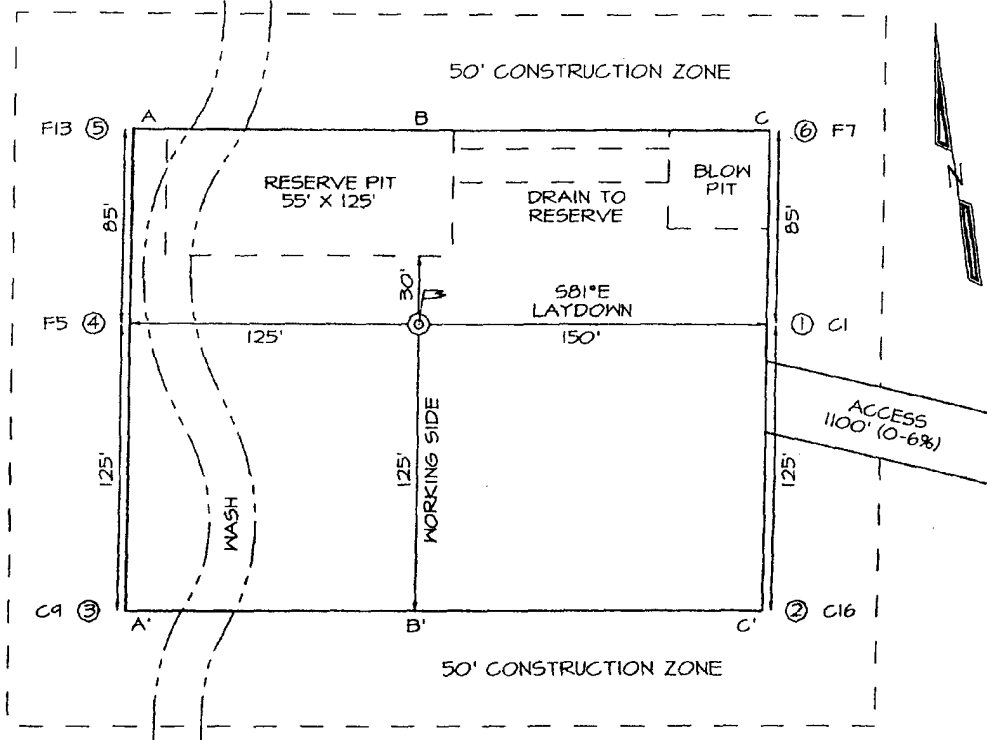 50' CONSTRUCTION ZONE
A
B
C
F13 ⑤
⑥ F7
RESERVE PIT
55' X 125'
BLOW
PIT
DRAIN TO
RESERVE
85'
85'
N
30'
S81°E
LAYDOWN
F5 ④
125'
150'
① C1
ACCESS
1100' (0-6%)
125'
125'
WORKING SIDE
125'
WASH
C9 ③
② C16
A'
B'
C'
50' CONSTRUCTION ZONE